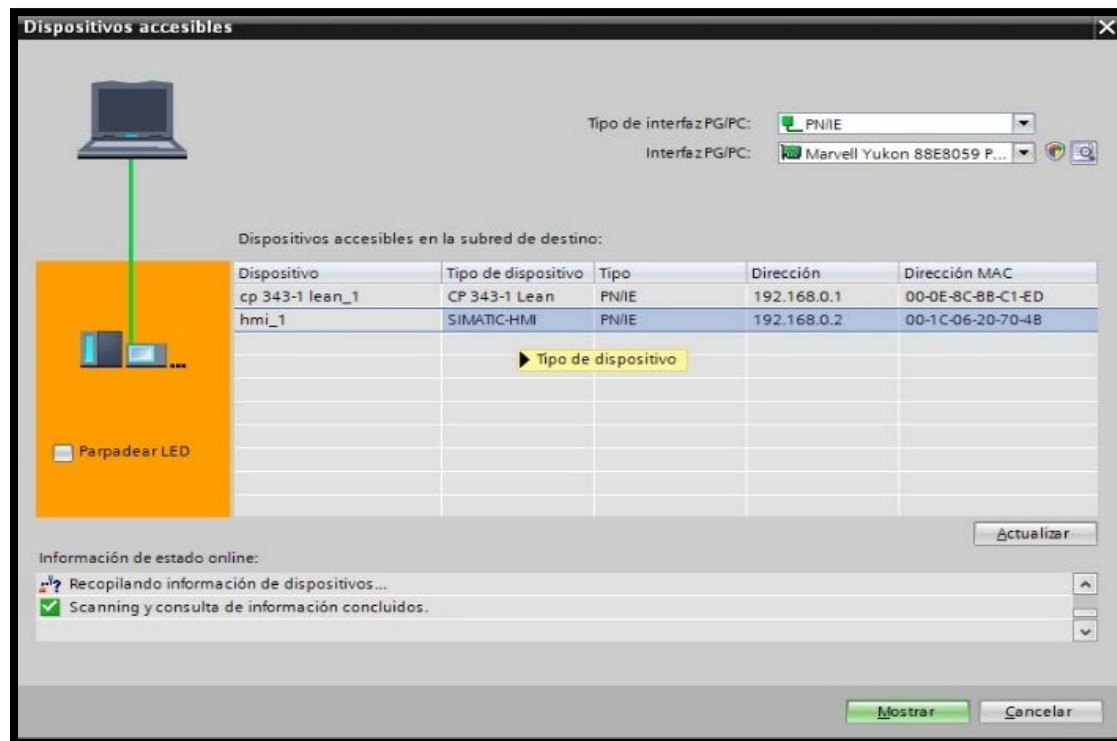 Dispositivos accesibles
Tipo de interfaz PG/PC: PN/IE
Interfaz PG/PC: Marvell Yukon 88E8059 P...
Dispositivos accesibles en la subred de destino:
Dispositivo Tipo de dispositivo Tipo Dirección Dirección MAC
cp 343-1 lean_1 CP 343-1 Lean PN/IE 192.168.0.1 00-0E-8C-BB-C1-ED
hmi_1 SIMATIC-HMI PN/IE 192.168.0.2 00-1C-06-20-70-4B
Tipo de dispositivo
Parpadear LED
Actualizar
Información de estado online:
Recopilando información de dispositivos...
Scanning y consulta de información concluidos.
Mostrar Cancelar